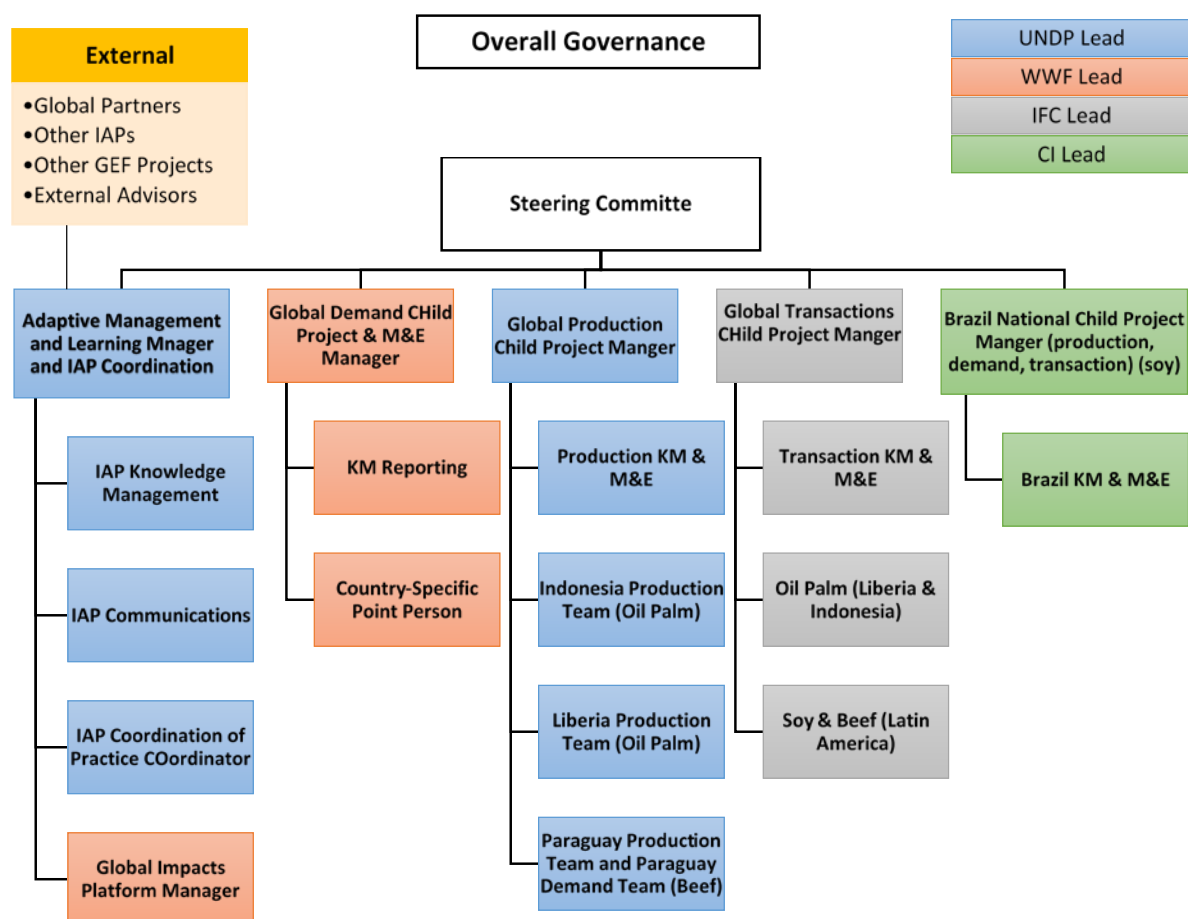 Overall Governance
External
•Global Partners
•Other IAPs
•Other GEF Projects
•External Advisors
UNDP Lead
WWF Lead
IFC Lead
CI Lead
Steering Committe
Adaptive Management
and Learning Mnager
and IAP Coordination
IAP Knowledge
Management
IAP Communications
IAP Coordination of
Practice COordinator
Global Impacts
Platform Manager
Global Demand CHild
Project & M&E
Manager
KM Reporting
Country-Specific
Point Person
Global Production
Child Project Manger
Production KM &
M&E
Indonesia Production
Team (Oil Palm)
Liberia Production
Team (Oil Palm)
Paraguay Production
Team and Paraguay
Demand Team (Beef)
Global Transactions
CHild Project Manger
Transaction KM &
M&E
Oil Palm (Liberia &
Indonesia)
Soy & Beef (Latin
America)
Brazil National Child Project
Manger (production,
demand, transaction) (soy)
Brazil KM & M&E